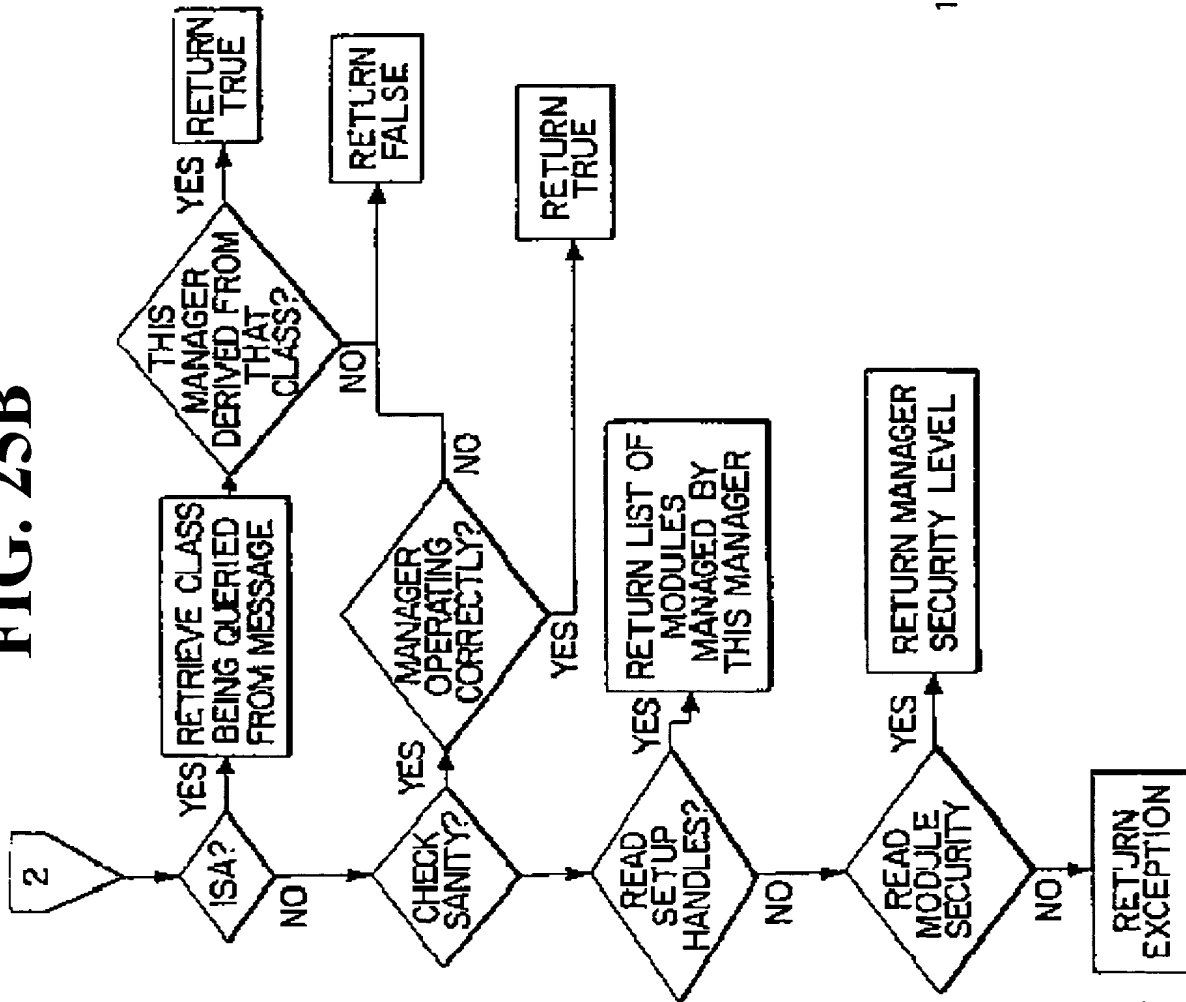 FIG. 25B
2
ISA?
YES
RETRIEVE CLASS
BEING QUERIED
FROM MESSAGE
THIS
MANAGER
DERIVED FROM
THAT
CLASS?
YES
RETURN
TRUE
NO
RETURN
FALSE
NO
CHECK
SANITY?
YES
MANAGER
OPERATING
CORRECTLY?
NO
YES
RETURN
TRUE
READ
SETUP
HANDLES?
YES
RETURN LIST OF
MODULES
MANAGED BY
THIS MANAGER
NO
READ
MODULE
SECURITY
YES
RETURN MANAGER
SECURITY LEVEL
NO
RETURN
EXCEPTION